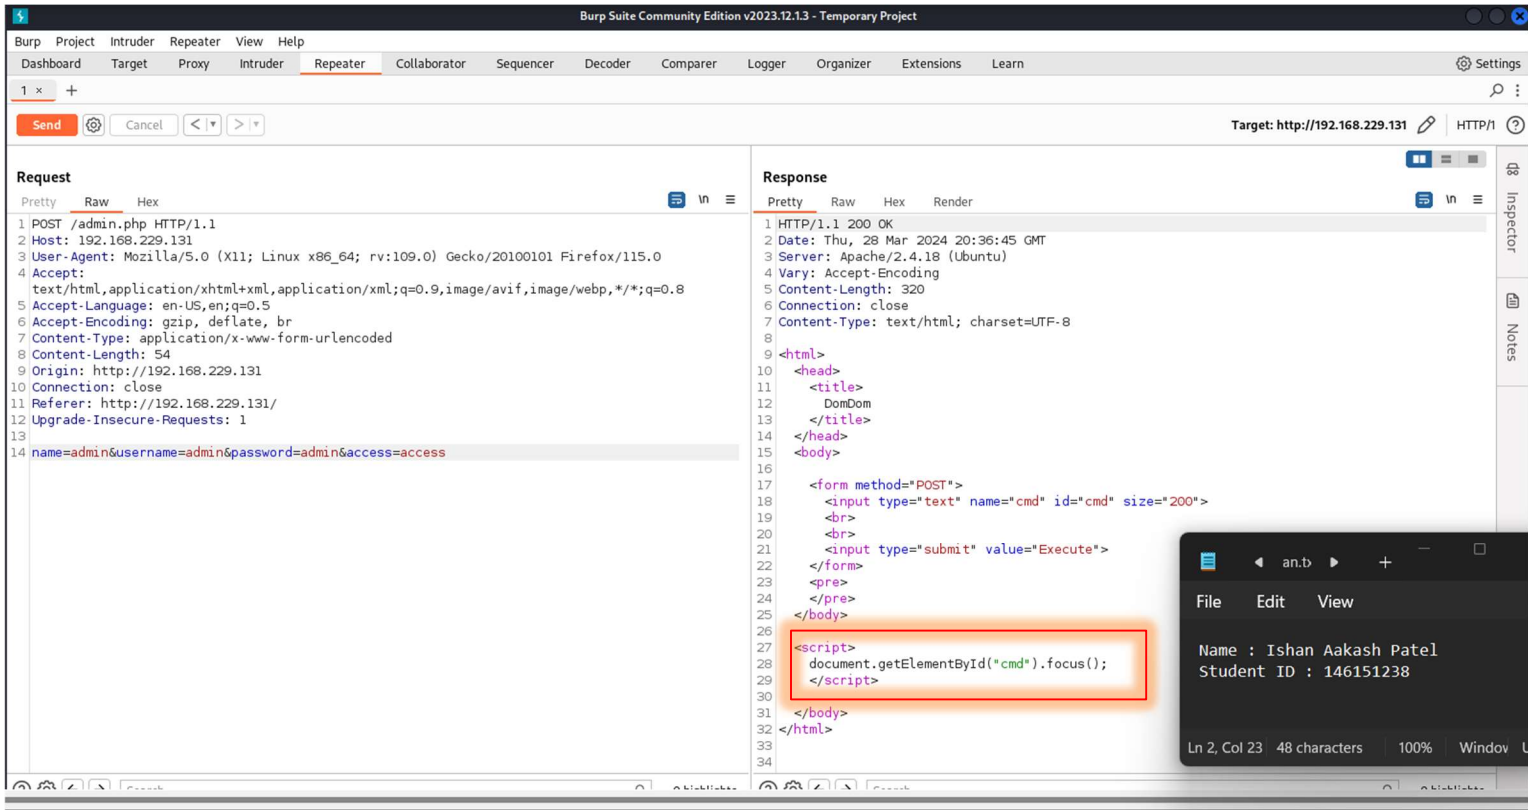 Burp Suite Community Edition v2023.12.1.3 - Temporary Project
Burp Project Intruder Repeater View Help
Dashboard Target Proxy Intruder Repeater Collaborator Sequencer Decoder Comparer Logger Organizer Extensions Learn Settings
1 × +
Send Cancel < > Target: http://192.168.229.131 HTTP/1 ?
Request
Pretty Raw Hex \n
1 POST /admin.php HTTP/1.1
2 Host: 192.168.229.131
3 User-Agent: Mozilla/5.0 (X11; Linux x86_64; rv:109.0) Gecko/20100101 Firefox/115.0
4 Accept:
text/html,application/xhtml+xml,application/xml;q=0.9,image/avif,image/webp,*/*;q=0.8
5 Accept-Language: en-US,en;q=0.5
6 Accept-Encoding: gzip, deflate, br
7 Content-Type: application/x-www-form-urlencoded
8 Content-Length: 54
9 Origin: http://192.168.229.131
10 Connection: close
11 Referer: http://192.168.229.131/
12 Upgrade-Insecure-Requests: 1
13
14 name=admin&username=admin&password=admin&access=access
Response
Pretty Raw Hex Render \n
1 HTTP/1.1 200 OK
2 Date: Thu, 28 Mar 2024 20:36:45 GMT
3 Server: Apache/2.4.18 (Ubuntu)
4 Vary: Accept-Encoding
5 Content-Length: 320
6 Connection: close
7 Content-Type: text/html; charset=UTF-8
8
9 <html>
10 <head>
11 <title>
12 DomDom
13 </title>
14 </head>
15 <body>
16
17 <form method="POST">
18 <input type="text" name="cmd" id="cmd" size="200">
19 <br>
20 <br>
21 <input type="submit" value="Execute">
22 </form>
23 <pre>
24 </pre>
25 </body>
26
27 <script>
28 document.getElementById("cmd").focus();
29 </script>
30
31 </body>
32 </html>
33
34
Inspector
Notes
an.t
File Edit View
Name : Ishan Aakash Patel
Student ID : 146151238
Ln 2, Col 23 48 characters 100%